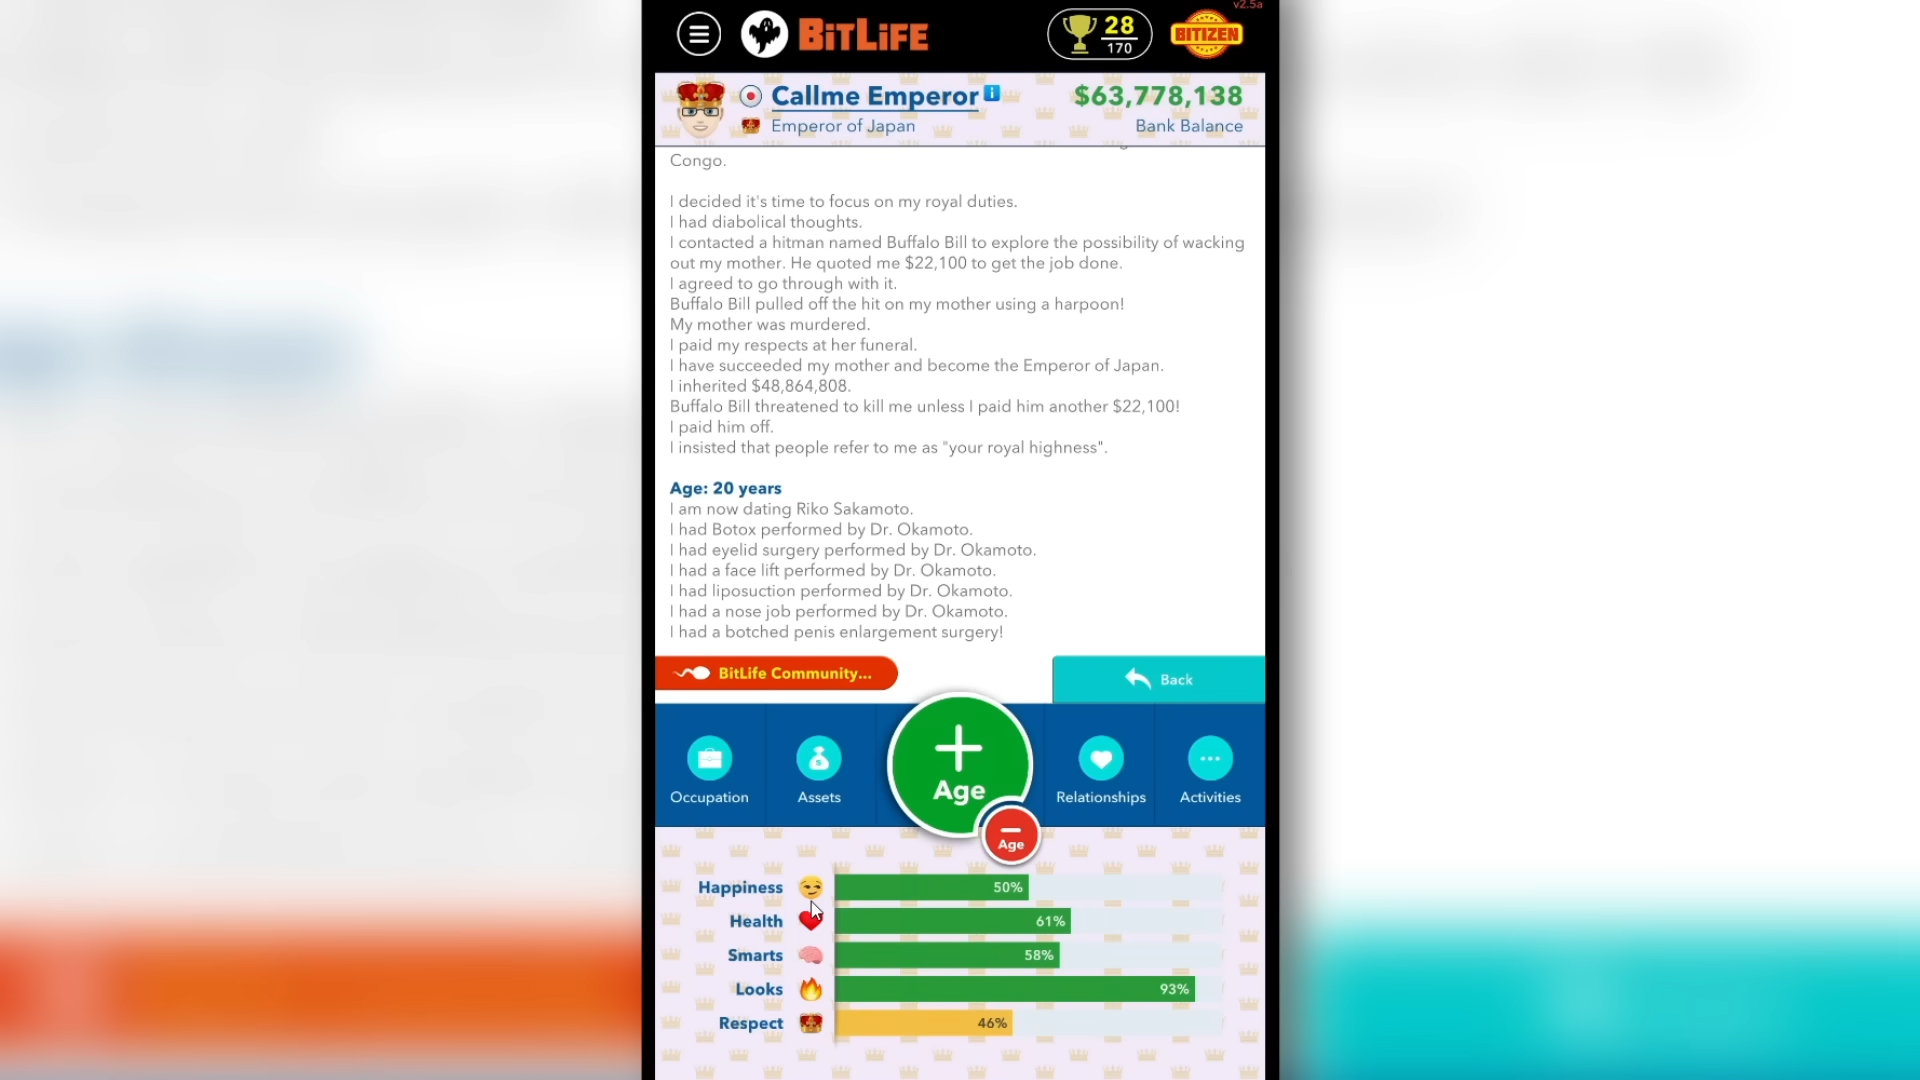 v2.5a
BITLIFE
28
170
BITIZEN
Callme Emperor
$63,778,138
Emperor of Japan
Bank Balance
Congo.
I decided it's time to focus on my royal duties.
I had diabolical thoughts.
I contacted a hitman named Buffalo Bill to explore the possibility of wacking
out my mother. He quoted me $22,100 to get the job done.
I agreed to go through with it.
Buffalo Bill pulled off the hit on my mother using a harpoon!
My mother was murdered.
I paid my respects at her funeral.
I have succeeded my mother and become the Emperor of Japan.
I inherited $48,864,808.
Buffalo Bill threatened to kill me unless I paid him another $22,100!
I paid him off.
I insisted that people refer to me as "your royal highness".
Age: 20 years
I am now dating Riko Sakamoto.
I had Botox performed by Dr. Okamoto.
I had eyelid surgery performed by Dr. Okamoto.
I had a face lift performed by Dr. Okamoto.
I had liposuction performed by Dr. Okamoto.
I had a nose job performed by Dr. Okamoto.
I had a botched penis enlargement surgery!
BitLife Community...
Back
Occupation
Assets
Age
Relationships
Activities
Age
Happiness 50%
Health 61%
Smarts 58%
Looks 93%
Respect 46%